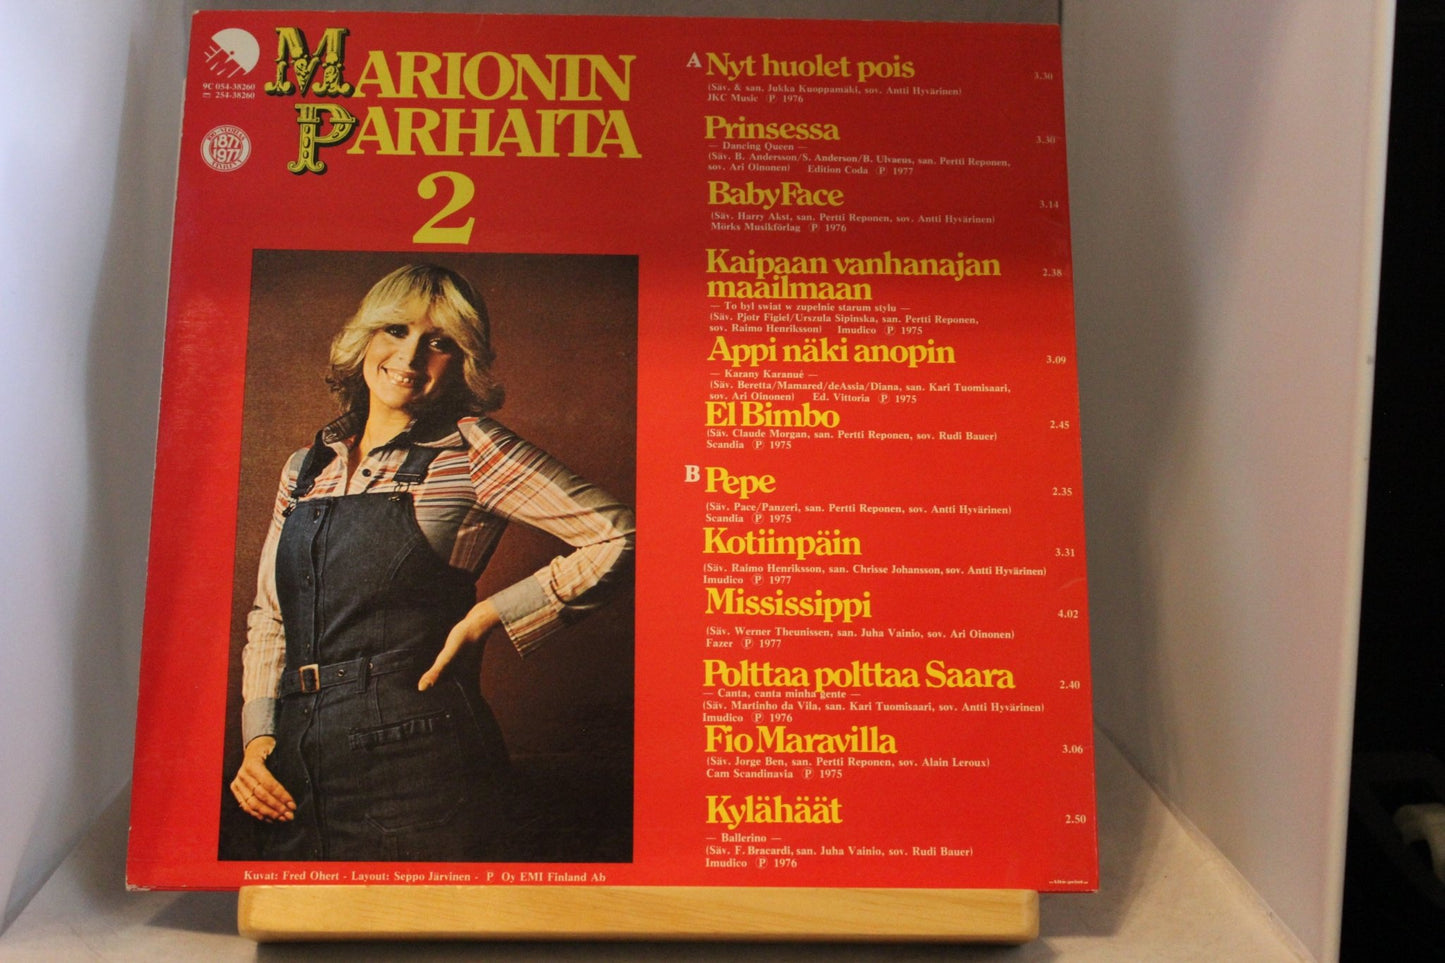 EMI
9C 054-38260
254-38260
100-VUOTIAS
1877
1977
MARIONIN
PARHAITA
2
A Nyt huolet pois 3.30
(Säv. & san. Jukka Kuoppamäki, sov. Antti Hyvärinen)
JKC Music Ⓟ 1976
Prinsessa 3.30
— Dancing Queen —
(Säv. B. Andersson/S. Anderson/B. Ulvaeus, san. Pertti Reponen,
sov. Ari Oinonen) Edition Coda Ⓟ 1977
Baby Face 3.14
(Säv. Harry Akst, san. Pertti Reponen, sov. Antti Hyvärinen)
Mörks Musikförlag Ⓟ 1976
Kaipaan vanhanajan 2.38
maailmaan
— To byl swiat w zupelnie starum stylu —
(Säv. Pjotr Figiel/Urszula Sipinska, san. Pertti Reponen,
sov. Raimo Henriksson) Imudico Ⓟ 1975
Appi näki anopin 3.09
— Karany Karanué —
(Säv. Beretta/Mamared/deAssia/Diana, san. Kari Tuomisaari,
sov. Ari Oinonen) Ed. Vittoria Ⓟ 1975
El Bimbo 2.45
(Säv. Claude Morgan, san. Pertti Reponen, sov. Rudi Bauer)
Scandia Ⓟ 1975
B Pepe 2.35
(Säv. Pace/Panzeri, san. Pertti Reponen, sov. Antti Hyvärinen)
Scandia Ⓟ 1975
Kotiinpäin 3.31
(Säv. Raimo Henriksson, san. Chrisse Johansson, sov. Antti Hyvärinen)
Imudico Ⓟ 1977
Mississippi 4.02
(Säv. Werner Theunissen, san. Juha Vainio, sov. Ari Oinonen)
Fazer Ⓟ 1977
Polttaa polttaa Saara 2.40
— Canta, canta minha gente —
(Säv. Martinho da Vila, san. Kari Tuomisaari, sov. Antti Hyvärinen)
Imudico Ⓟ 1976
Fio Maravilla 3.06
(Säv. Jorge Ben, san. Pertti Reponen, sov. Alain Leroux)
Cam Scandinavia Ⓟ 1975
Kylähäät 2.50
— Ballerino —
(Säv. F. Bracardi, san. Juha Vainio, sov. Rudi Bauer)
Imudico Ⓟ 1976
Kuvat: Fred Ohert - Layout: Seppo Järvinen - P Oy EMI Finland Ab